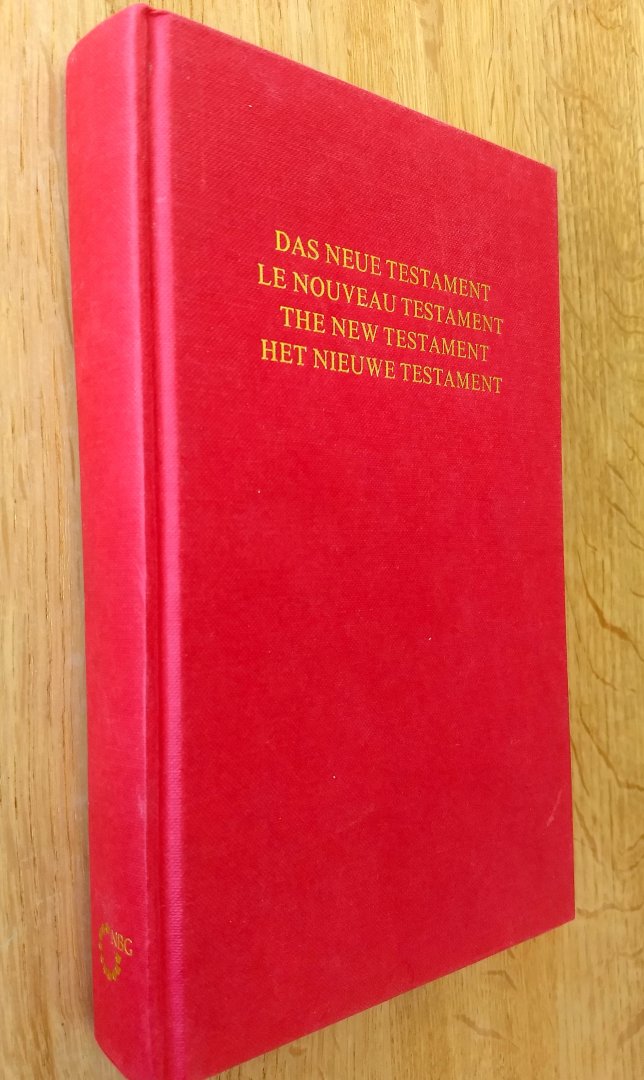 DAS NEUE TESTAMENT
LE NOUVEAU TESTAMENT
THE NEW TESTAMENT
HET NIEUWE TESTAMENT
NBG